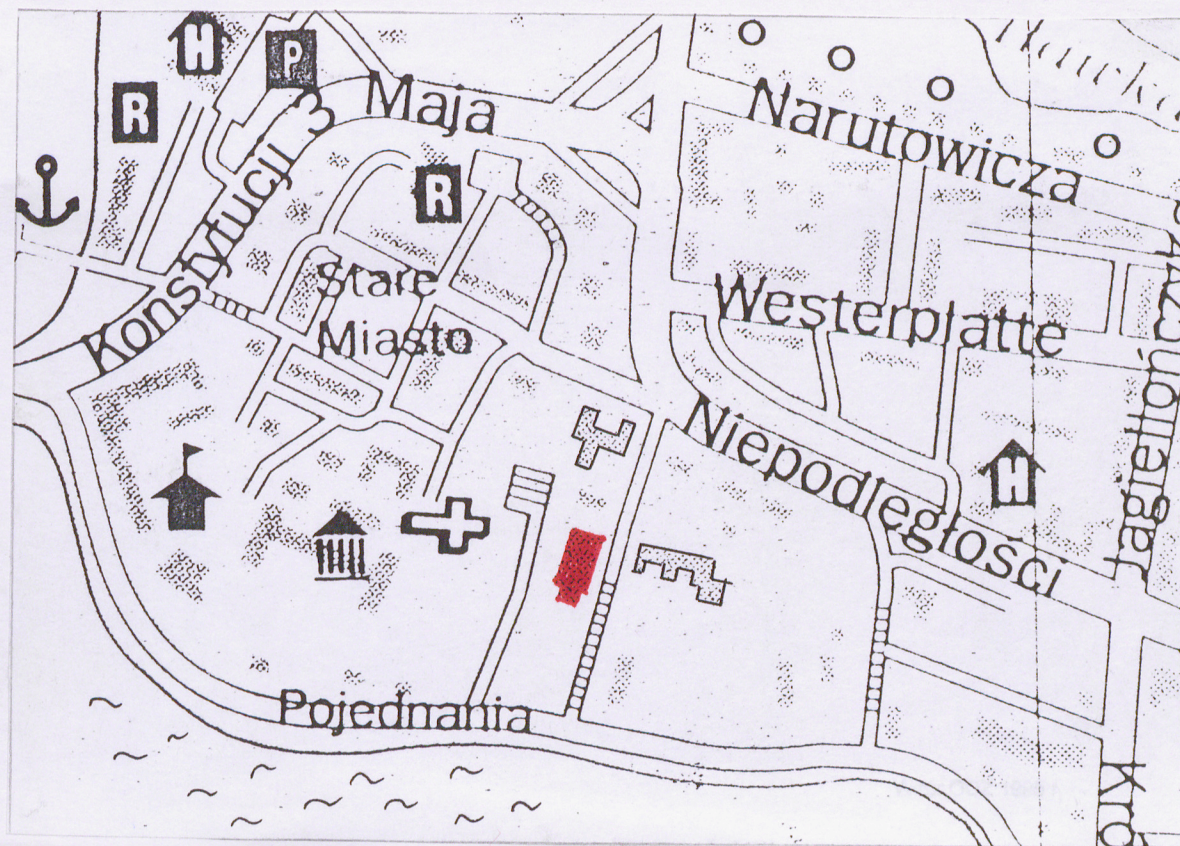 H
P
R
Konstytucji 3 Maja
Narutowicza
R
Stare
Miasto
Westerplatte
Niepodległości
H
Pojednania